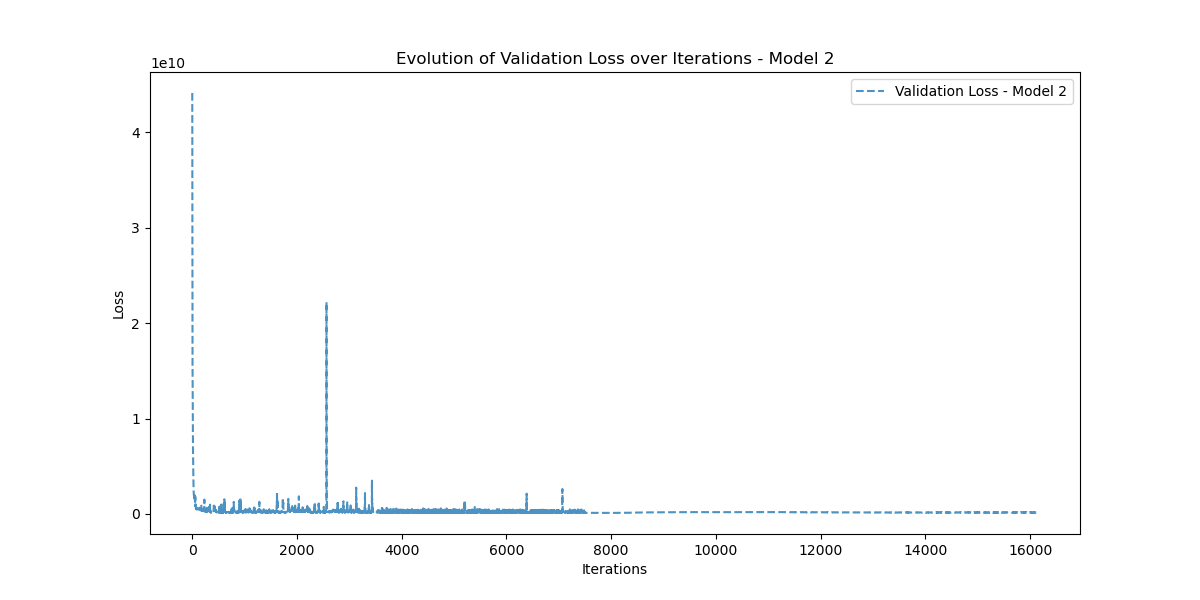 Evolution of Validation Loss over Iterations - Model 2
1e10
Validation Loss - Model 2
4
3
2
1
0
Loss
0 2000 4000 6000 8000 10000 12000 14000 16000
Iterations